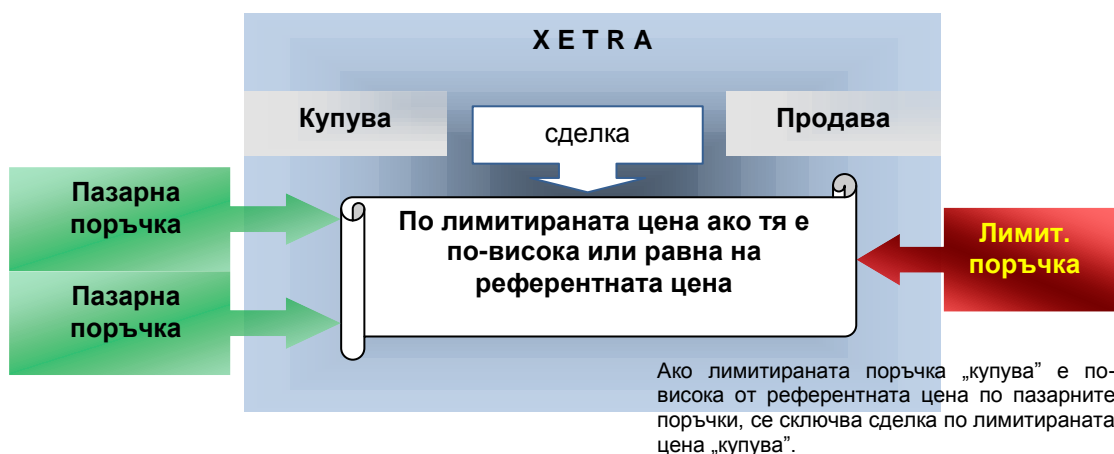 XETRA
Купува
сделка
Продава
Пазарна
поръчка
По лимитираната цена ако тя е
по-висока или равна на
референтната цена
Лимит.
поръчка
Пазарна
поръчка
Ако лимитираната поръчка „купува” е по-
висока от референтната цена по пазарните
поръчки, се сключва сделка по лимитираната
цена „купува”.